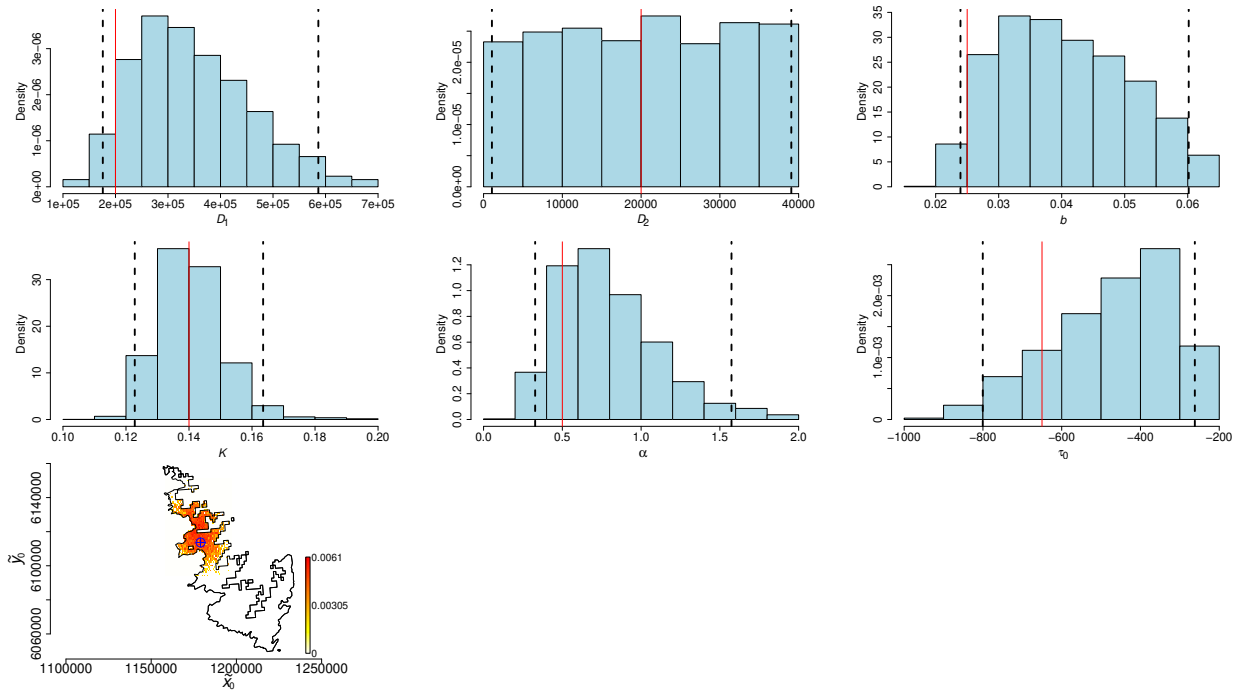 Density
0e+00 1e-06 2e-06 3e-06
1e+05 2e+05 3e+05 4e+05 5e+05 6e+05 7e+05
D₁
Density
0.0e+00 1.0e-05 2.0e-05
0 10000 20000 30000 40000
D₂
Density
0 5 10 15 20 25 30 35
0.02 0.03 0.04 0.05 0.06
b
Density
0 10 20 30
0.10 0.12 0.14 0.16 0.18 0.20
K
Density
0.0 0.2 0.4 0.6 0.8 1.0 1.2
0.0 0.5 1.0 1.5 2.0
α
Density
0.0e+00 1.0e-03 2.0e-03
−1000 −800 −600 −400 −200
τ₀
ỹ₀
6060000 6100000 6140000
0.0061
0.00305
0
1100000 1150000 1200000 1250000
x̃₀